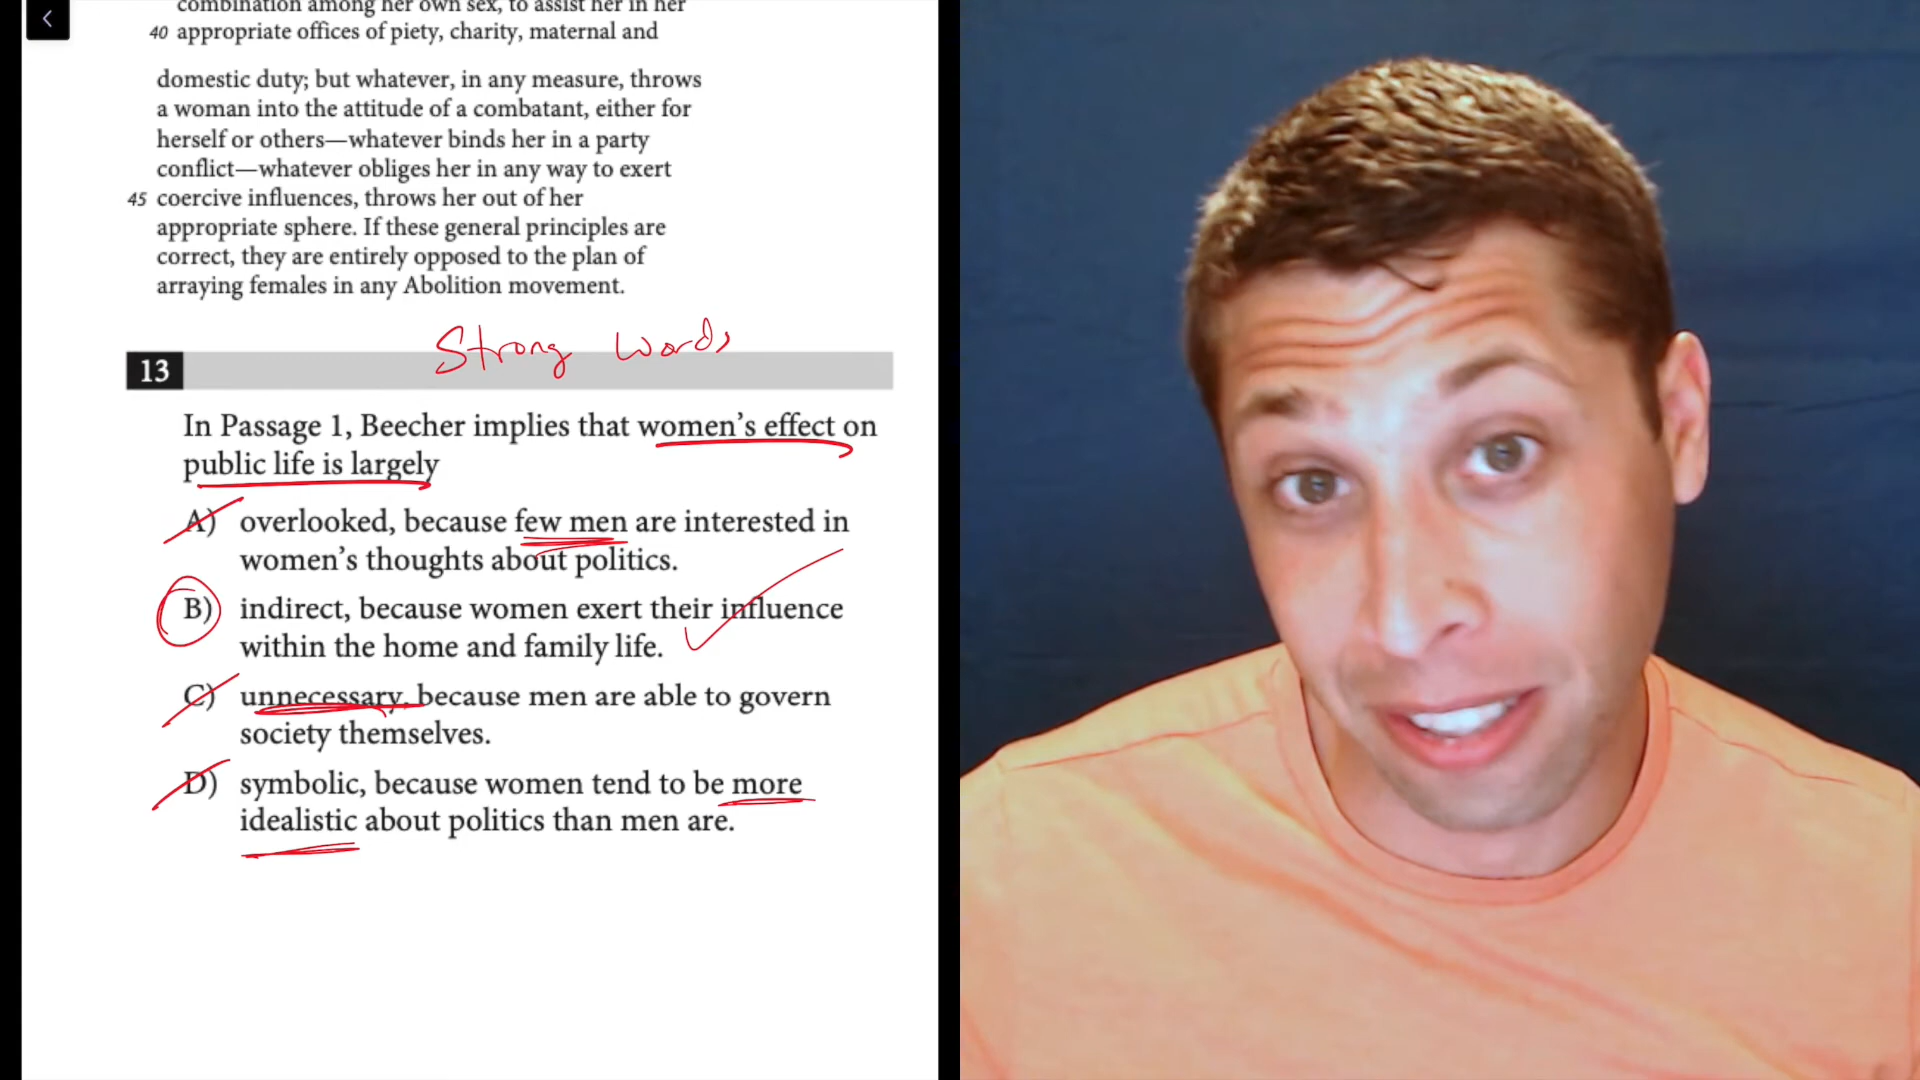 combination among her own sex, to assist her in her
40 appropriate offices of piety, charity, maternal and
domestic duty; but whatever, in any measure, throws
a woman into the attitude of a combatant, either for
herself or others—whatever binds her in a party
conflict—whatever obliges her in any way to exert
45 coercive influences, throws her out of her
appropriate sphere. If these general principles are
correct, they are entirely opposed to the plan of
arraying females in any Abolition movement.
Strong words
13
In Passage 1, Beecher implies that women’s effect on
public life is largely
A) overlooked, because few men are interested in
women’s thoughts about politics.
B) indirect, because women exert their influence
within the home and family life.
C) unnecessary, because men are able to govern
society themselves.
D) symbolic, because women tend to be more
idealistic about politics than men are.